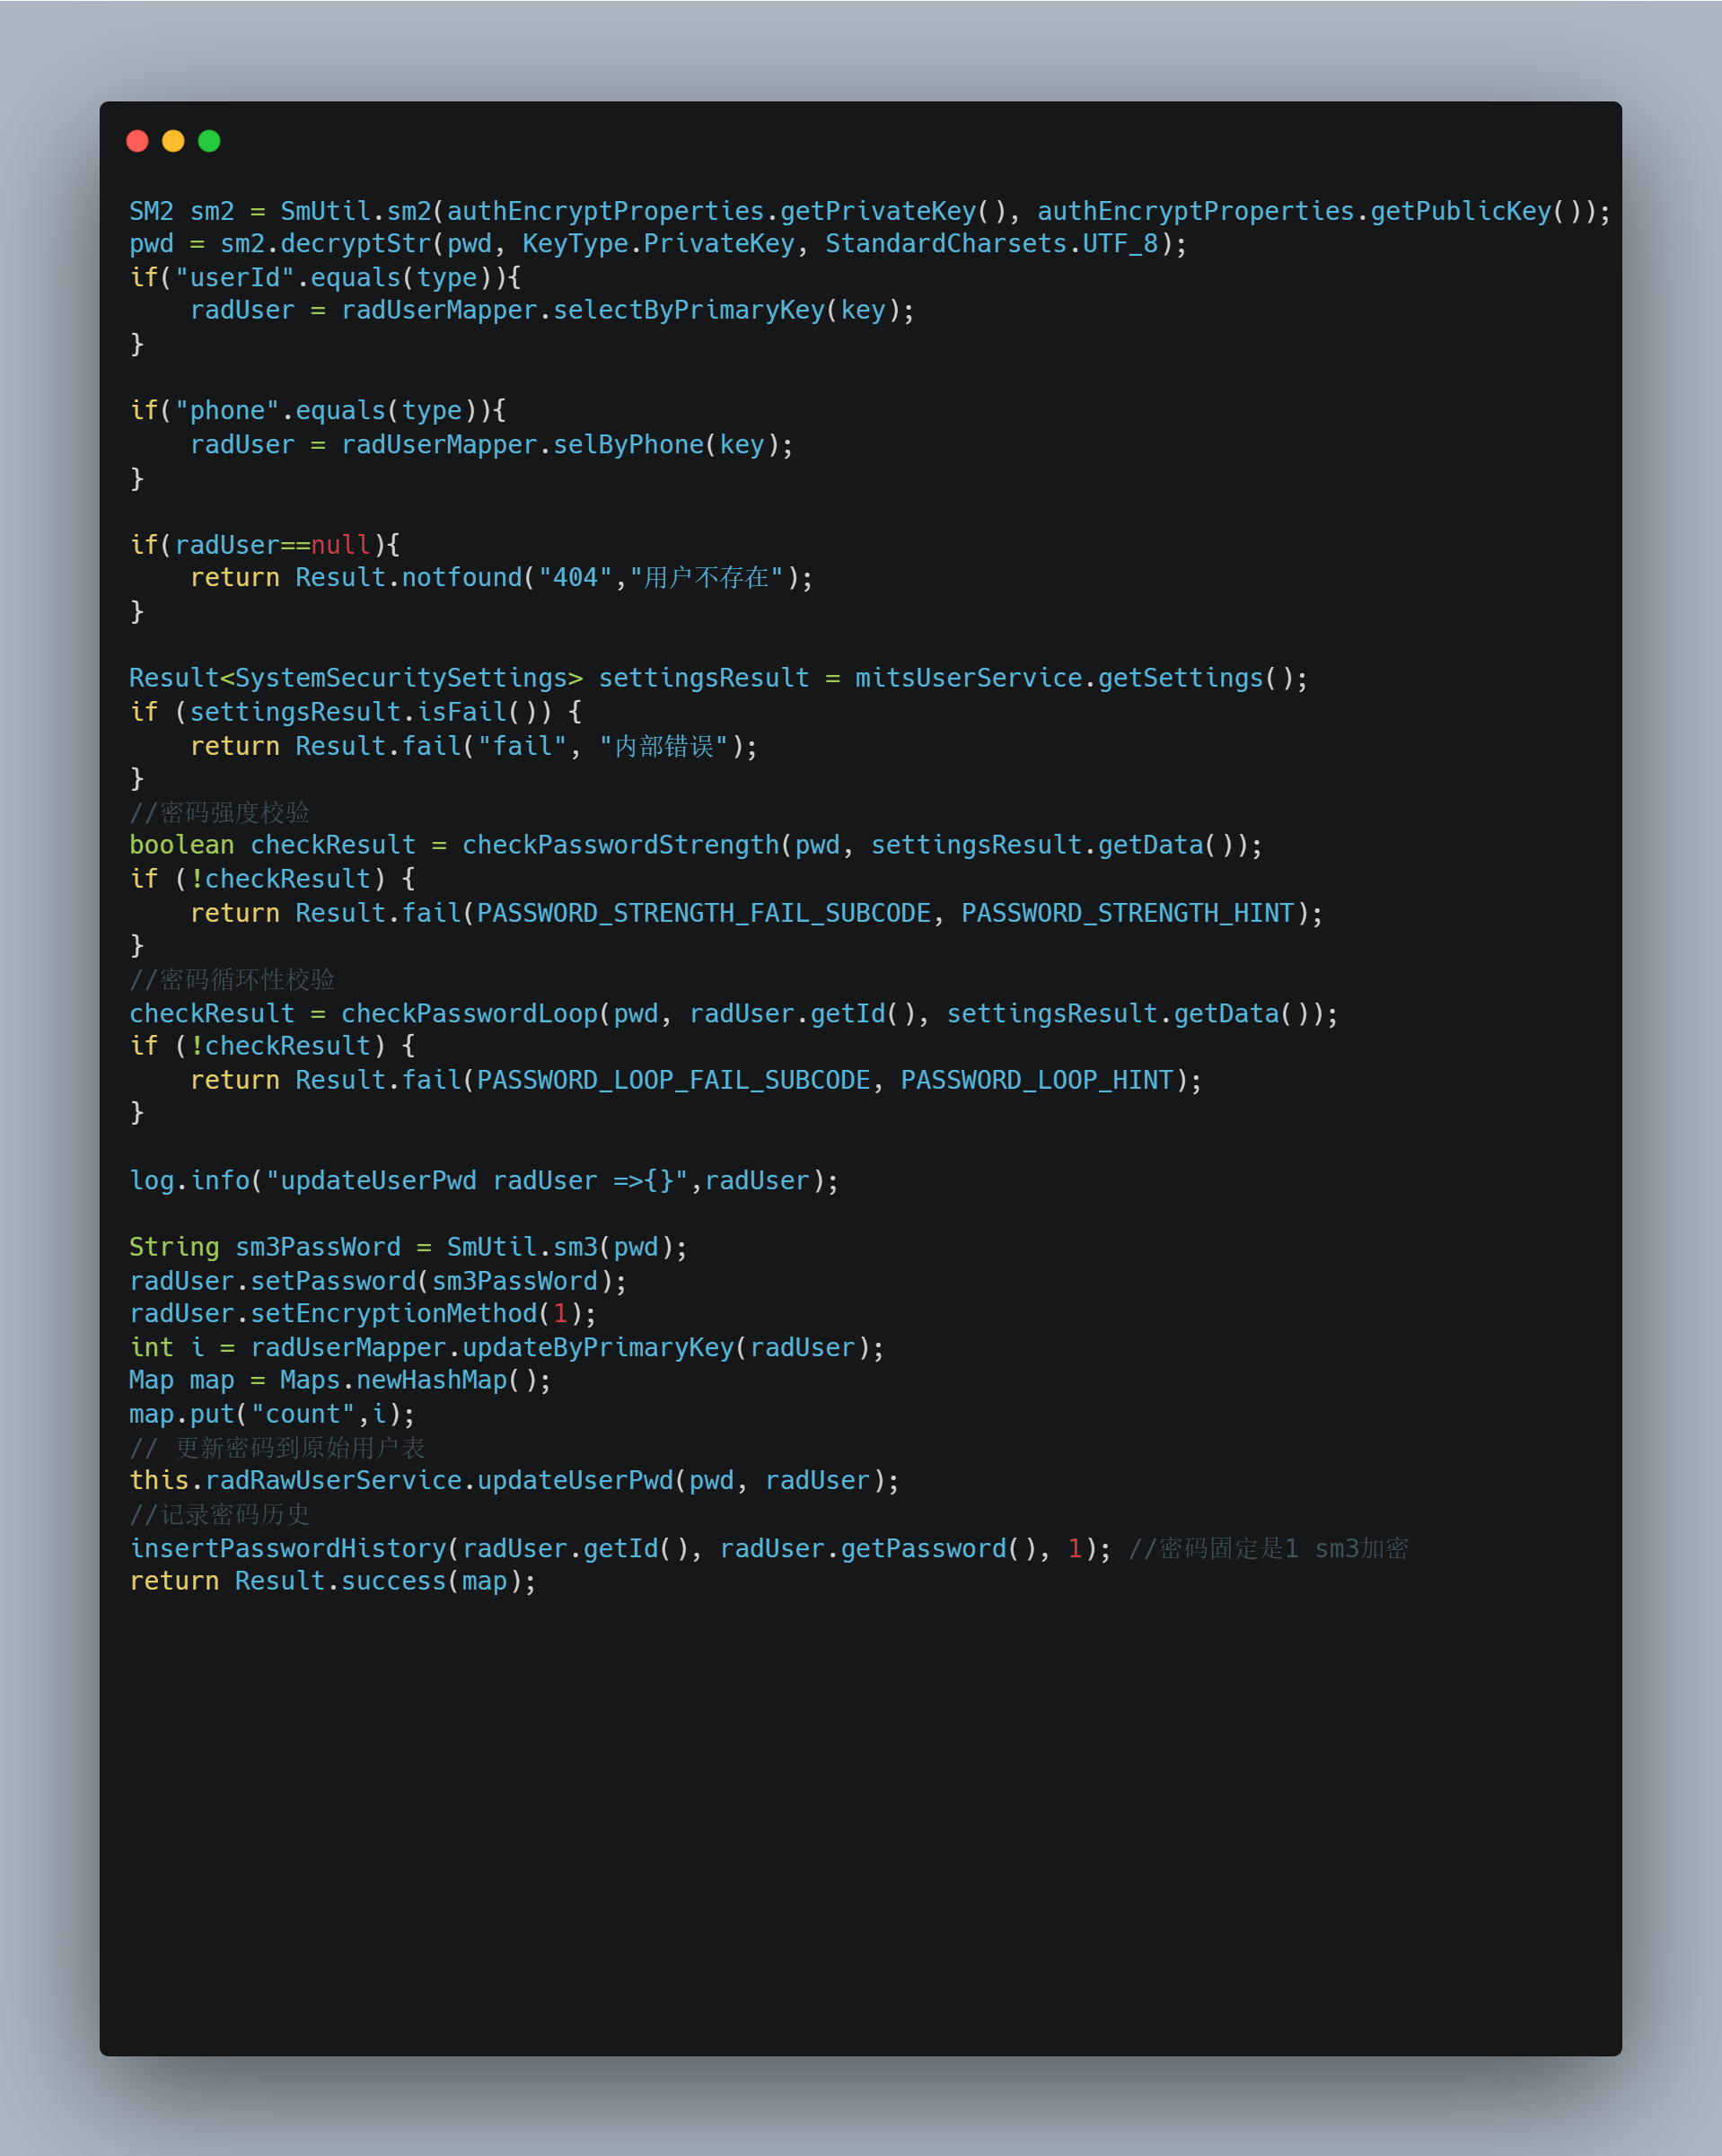 SM2 sm2 = SmUtil.sm2(authEncryptProperties.getPrivateKey(), authEncryptProperties.getPublicKey());
pwd = sm2.decryptStr(pwd, KeyType.PrivateKey, StandardCharsets.UTF_8);
if("userId".equals(type)){
    radUser = radUserMapper.selectByPrimaryKey(key);
}

if("phone".equals(type)){
    radUser = radUserMapper.selByPhone(key);
}

if(radUser==null){
    return Result.notfound("404","用户不存在");
}

Result<SystemSecuritySettings> settingsResult = mitsUserService.getSettings();
if (settingsResult.isFail()) {
    return Result.fail("fail", "内部错误");
}
//密码强度校验
boolean checkResult = checkPasswordStrength(pwd, settingsResult.getData());
if (!checkResult) {
    return Result.fail(PASSWORD_STRENGTH_FAIL_SUBCODE, PASSWORD_STRENGTH_HINT);
}
//密码循环性校验
checkResult = checkPasswordLoop(pwd, radUser.getId(), settingsResult.getData());
if (!checkResult) {
    return Result.fail(PASSWORD_LOOP_FAIL_SUBCODE, PASSWORD_LOOP_HINT);
}

log.info("updateUserPwd radUser =>{}",radUser);

String sm3PassWord = SmUtil.sm3(pwd);
radUser.setPassword(sm3PassWord);
radUser.setEncryptionMethod(1);
int i = radUserMapper.updateByPrimaryKey(radUser);
Map map = Maps.newHashMap();
map.put("count",i);
// 更新密码到原始用户表
this.radRawUserService.updateUserPwd(pwd, radUser);
//记录密码历史
insertPasswordHistory(radUser.getId(), radUser.getPassword(), 1); //密码固定是1 sm3加密
return Result.success(map);